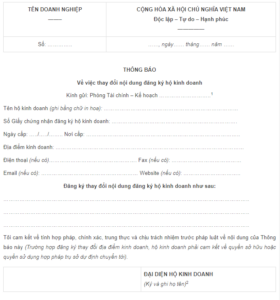 TÊN DOANH NGHIỆP
-------
CỘNG HÒA XÃ HỘI CHỦ NGHĨA VIỆT NAM
Độc lập – Tự do – Hạnh phúc
---------------
Số: ..............
......, ngày...... tháng...... năm ......
THÔNG BÁO
Về việc thay đổi nội dung đăng ký hộ kinh doanh
Kính gửi: Phòng Tài chính – Kế hoạch ....................1
Tên hộ kinh doanh (ghi bằng chữ in hoa): ....................
Số Giấy chứng nhận đăng ký hộ kinh doanh: ....................
Ngày cấp: .../.../...... Nơi cấp: ....................
Địa điểm kinh doanh: ....................
Điện thoại (nếu có): .................... Fax (nếu có): ....................
Email (nếu có): .................... Website (nếu có): ....................
Đăng ký thay đổi nội dung đăng ký hộ kinh doanh như sau:
........................................
........................................
........................................
Tôi cam kết về tính hợp pháp, chính xác, trung thực và chịu trách nhiệm trước pháp luật về nội dung của Thông
báo này (Trường hợp đăng ký thay đổi địa điểm kinh doanh, hộ kinh doanh phải cam kết về quyền sở hữu hoặc
quyền sử dụng hợp pháp trụ sở dự định chuyển tới).
ĐẠI DIỆN HỘ KINH DOANH
(Ký và ghi họ tên)2